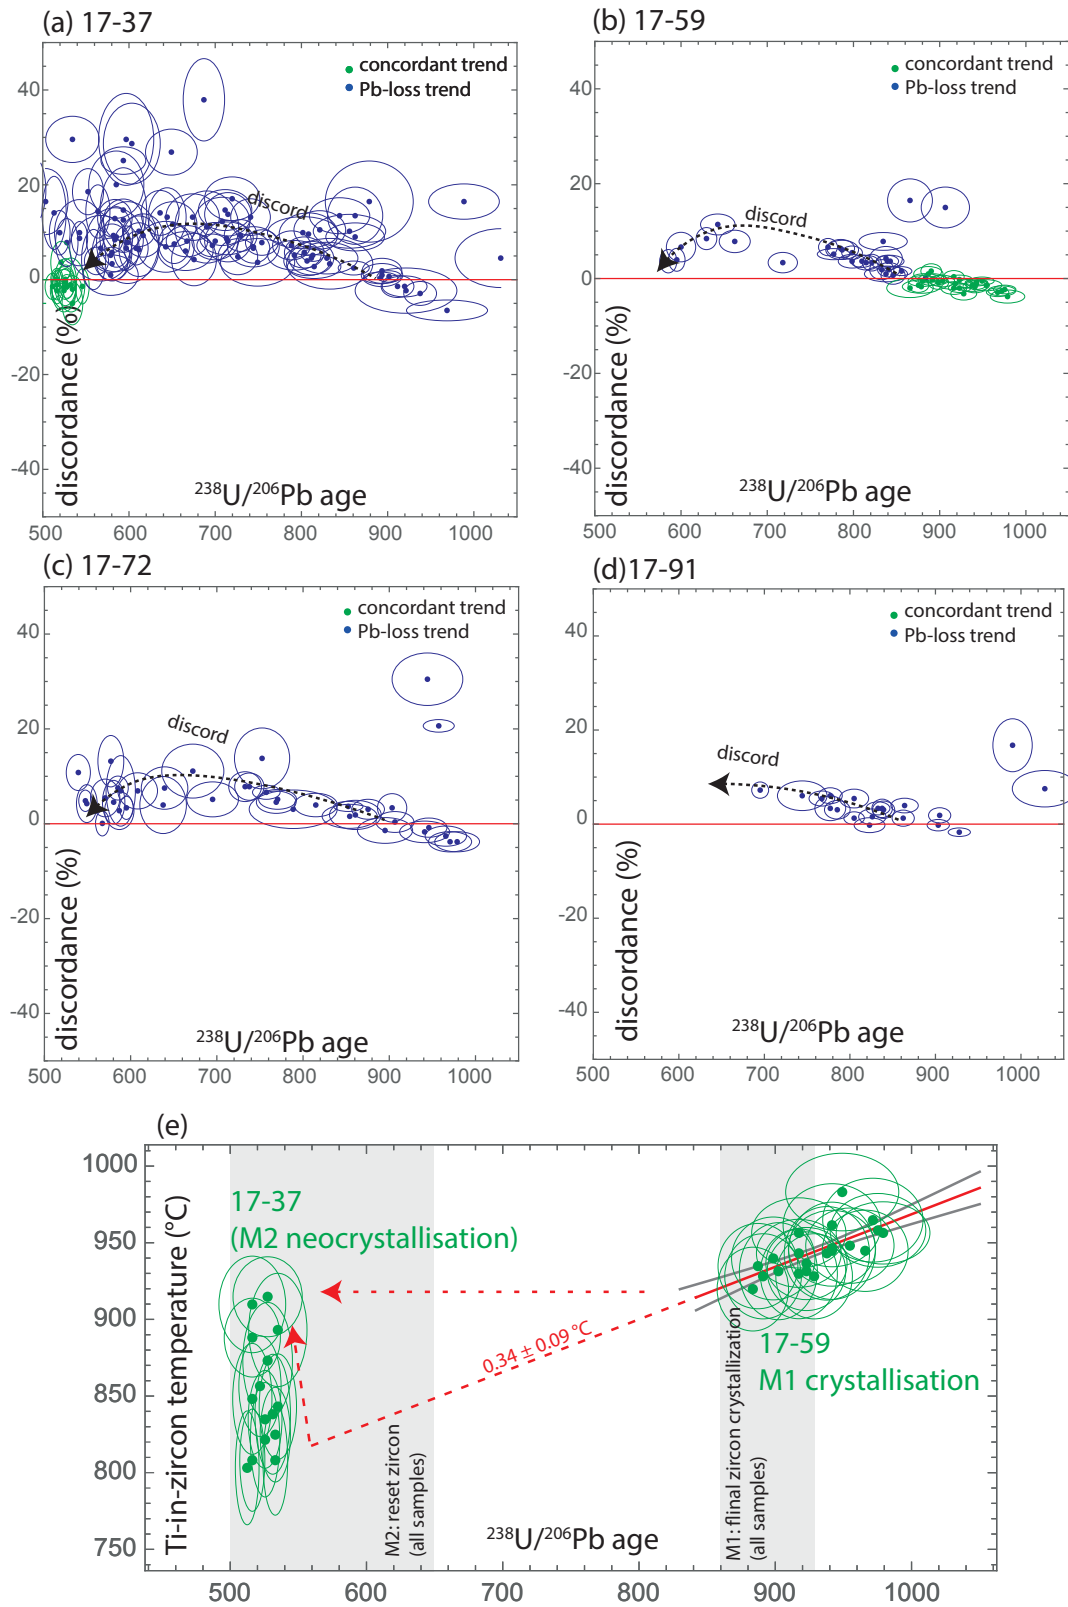 (a) 17-37
concordant trend
Pb-loss trend
discord
40
20
0
-20
-40
discordance (%)
238U/206Pb age
500 600 700 800 900 1000
(b) 17-59
concordant trend
Pb-loss trend
discord
40
20
0
-20
-40
discordance (%)
238U/206Pb age
500 600 700 800 900 1000
(c) 17-72
concordant trend
Pb-loss trend
discord
40
20
0
-20
-40
discordance (%)
238U/206Pb age
500 600 700 800 900 1000
(d)17-91
concordant trend
Pb-loss trend
discord
40
20
0
-20
-40
discordance (%)
238U/206Pb age
600 700 800 900 1000
(e)
1000
950
900
850
800
750
Ti-in-zircon temperature (°C)
17-37
(M2 neocrystallisation)
0.34 ± 0.09 °C
17-59
M1 crystallisation
M2: reset zircon
(all samples)
M1: flinal zircon crystallization
(all samples)
238U/206Pb age
500 600 700 800 900 1000